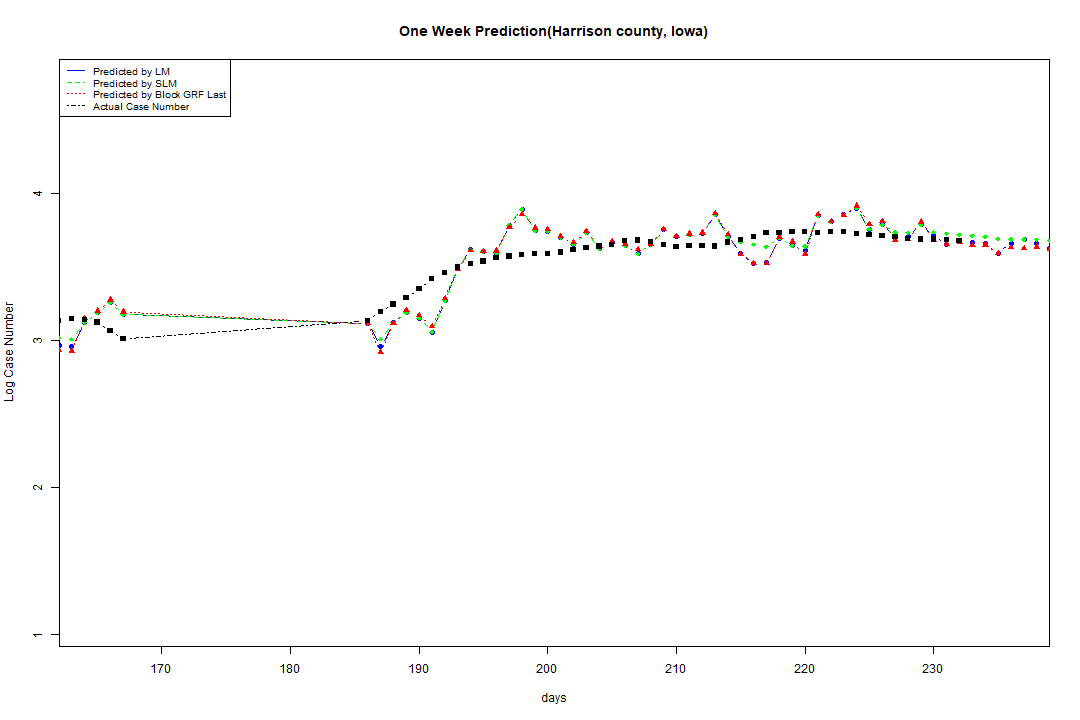 One Week Prediction(Harrison county, Iowa)
Predicted by LM
Predicted by SLM
Predicted by Block GRF Last
Actual Case Number
4
3
2
1
Log Case Number
170 180 190 200 210 220 230
days